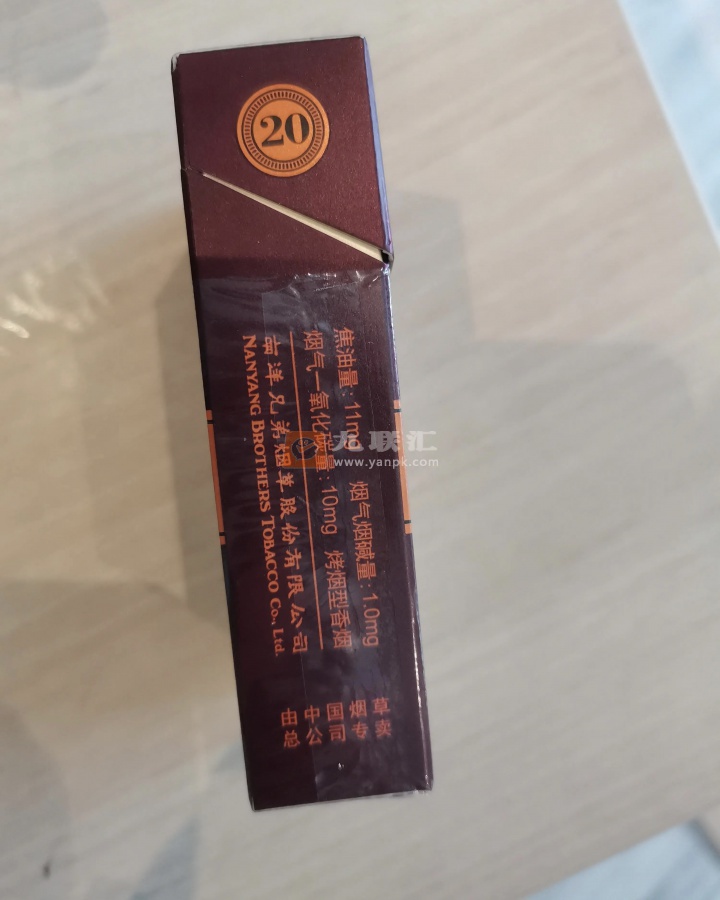 20
焦油量：11mg 烟气烟碱量：1.0mg
烟气一氧化碳量：10mg 烤烟型香烟
南洋兄弟烟草股份有限公司
NANYANG BROTHERS TOBACCO CO., Ltd.
由中国烟草
总公司专卖
九联汇
www.yanpk.com